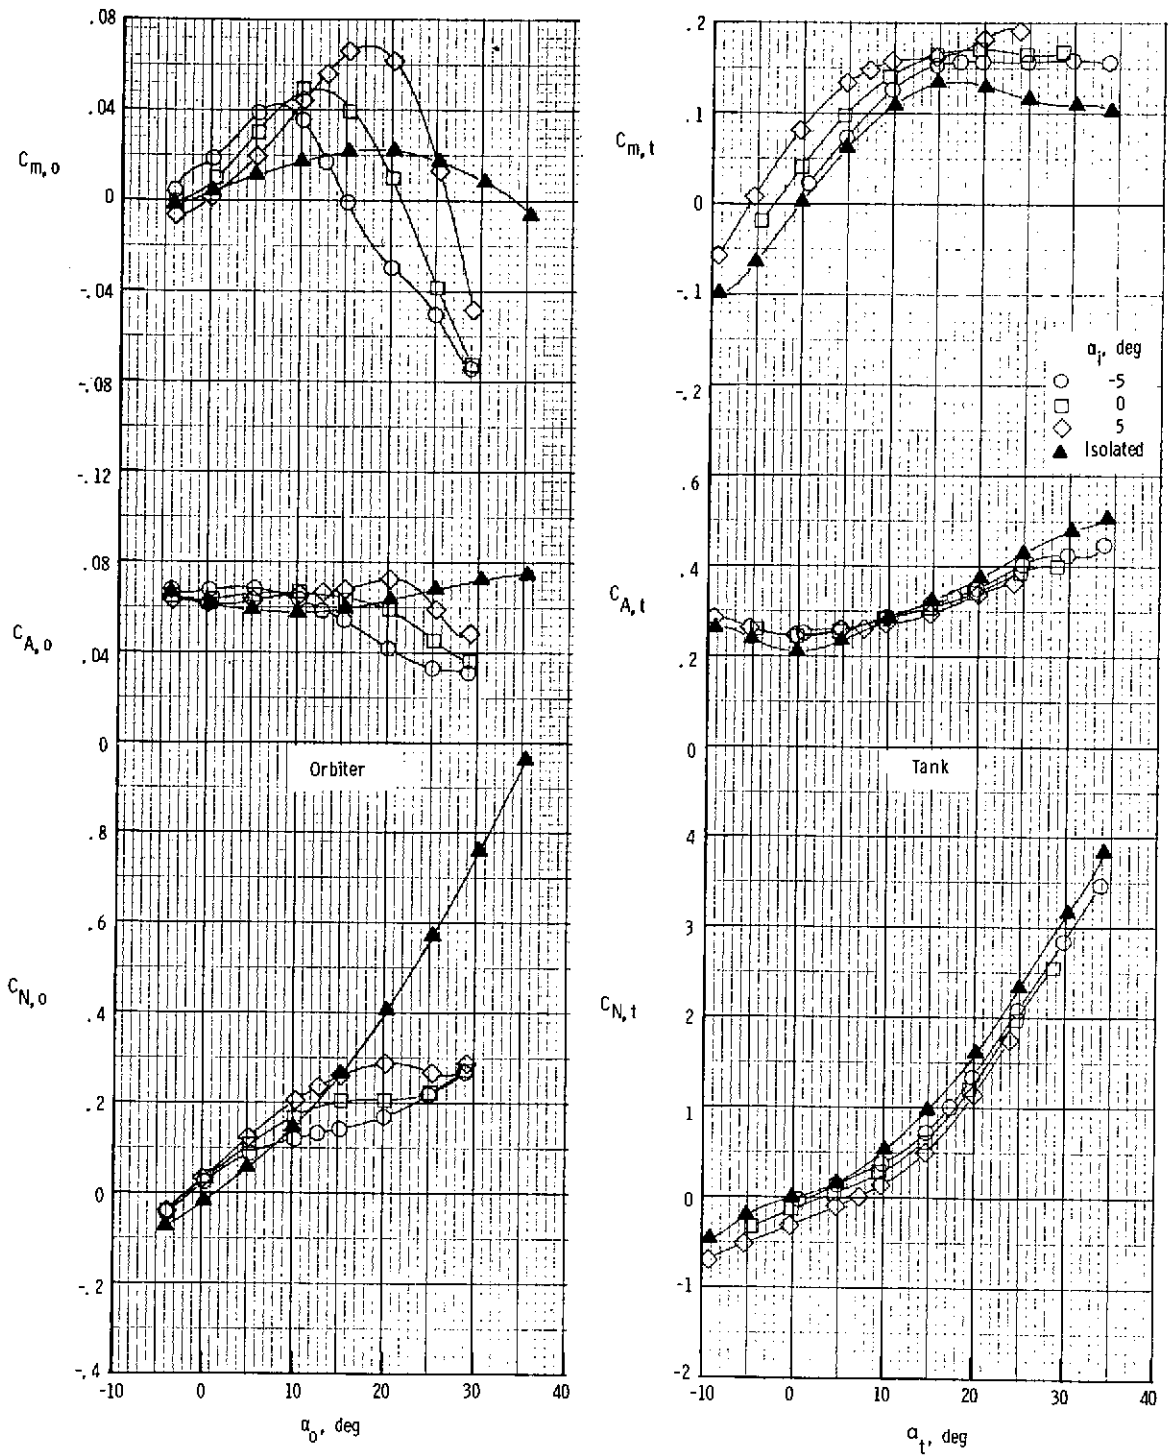 .08
.04
C_m,o
0
-.04
-.08
-.12
.08
C_A,o
.04
0
Orbiter
.8
.6
C_N,o
.4
.2
0
-.2
-.4
-10 0 10 20 30 40
α_o, deg
.2
.1
C_m,t
0
-.1
α_i, deg
-5
0
5
Isolated
-.2
.6
.4
C_A,t
.2
0
Tank
4
3
C_N,t
2
1
0
-1
-2
-10 0 10 20 30 40
α_t, deg